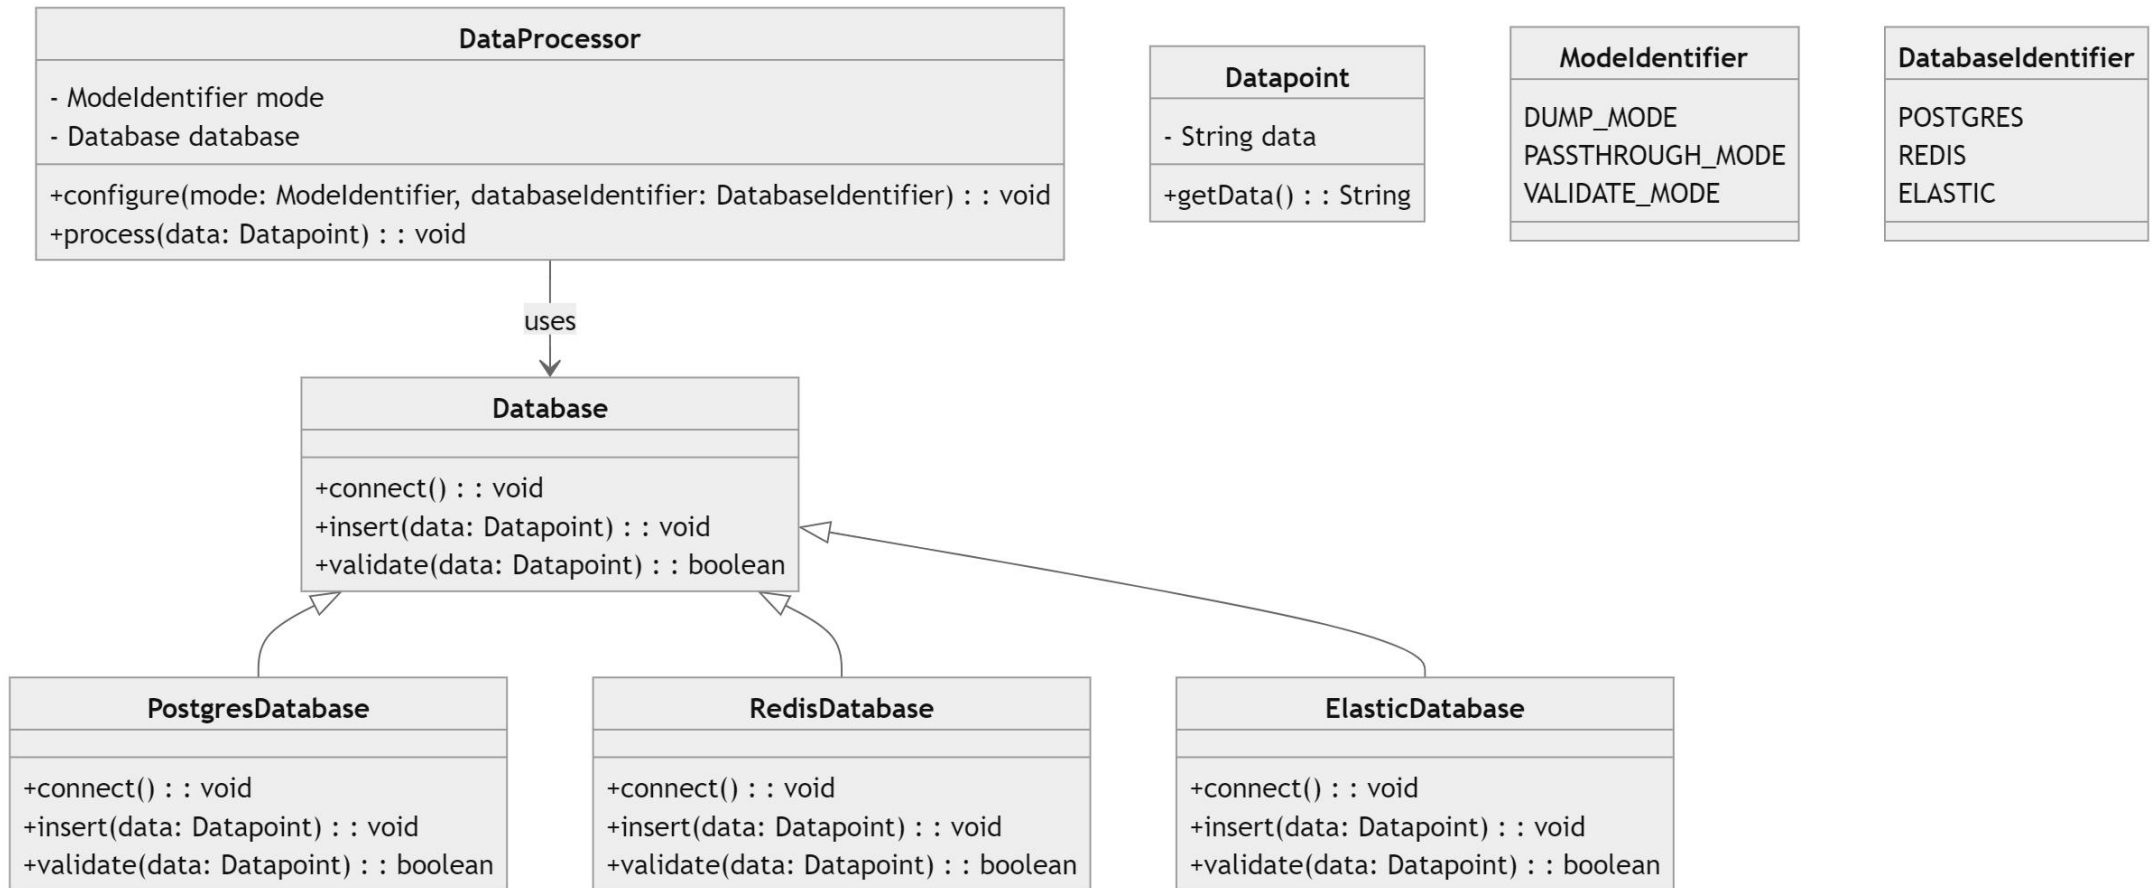 DataProcessor
- ModeIdentifier mode
- Database database
+configure(mode: ModeIdentifier, databaseIdentifier: DatabaseIdentifier) : : void
+process(data: Datapoint) : : void
Datapoint
- String data
+getData() : : String
ModeIdentifier
DUMP_MODE
PASSTHROUGH_MODE
VALIDATE_MODE
DatabaseIdentifier
POSTGRES
REDIS
ELASTIC
uses
Database
+connect() : : void
+insert(data: Datapoint) : : void
+validate(data: Datapoint) : : boolean
PostgresDatabase
+connect() : : void
+insert(data: Datapoint) : : void
+validate(data: Datapoint) : : boolean
RedisDatabase
+connect() : : void
+insert(data: Datapoint) : : void
+validate(data: Datapoint) : : boolean
ElasticDatabase
+connect() : : void
+insert(data: Datapoint) : : void
+validate(data: Datapoint) : : boolean